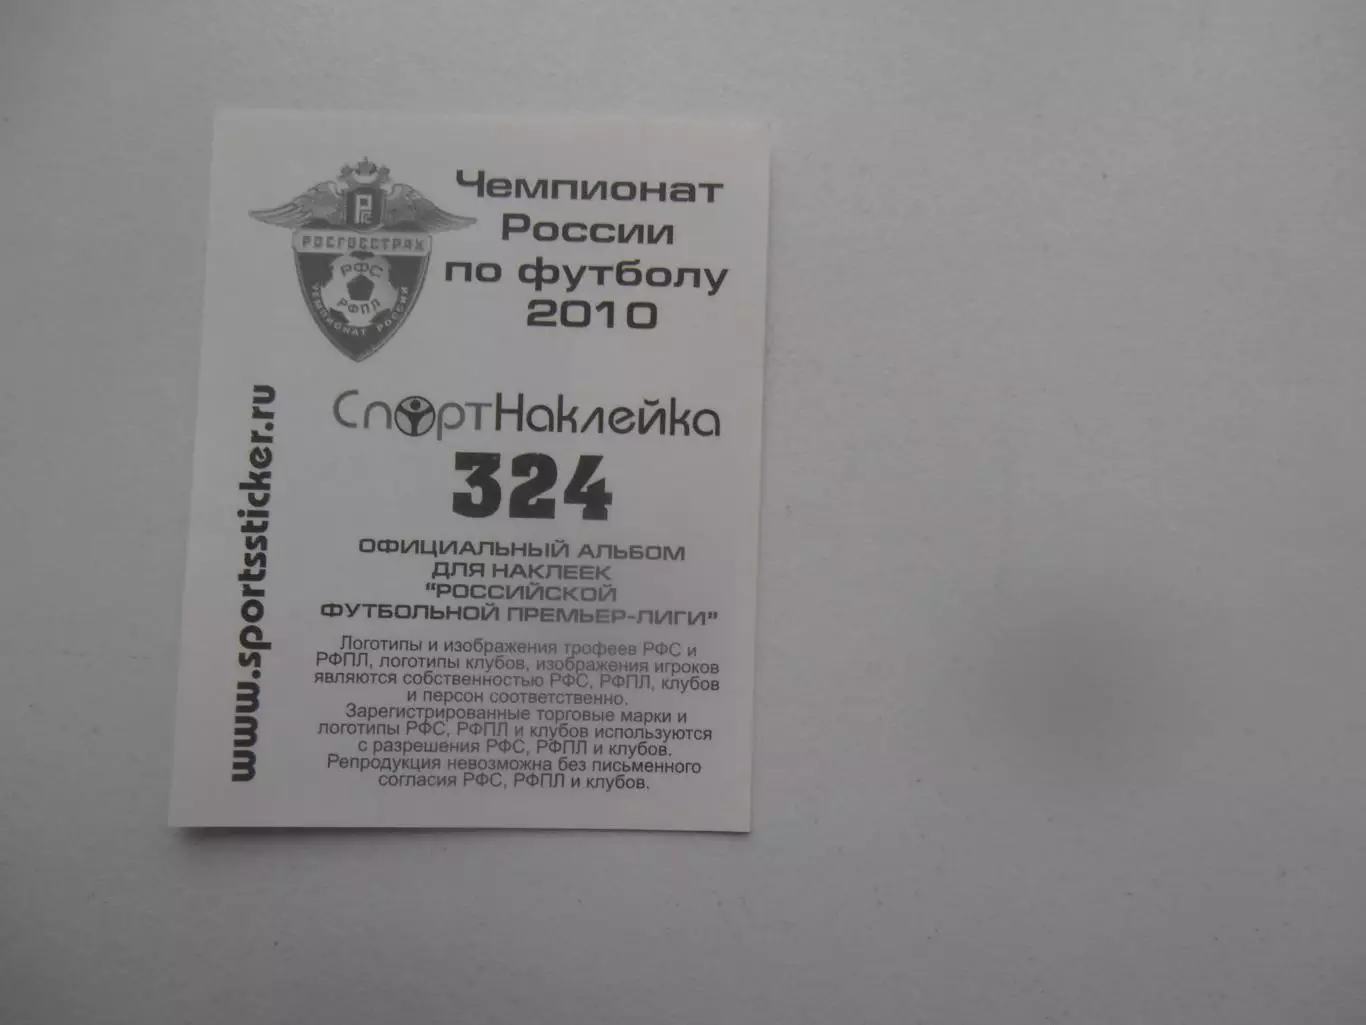 Чемпионат
России
по футболу
2010
РГС
РОСГОССТРАХ
РФС
РФПЛ
ЧЕМПИОНАТ РОССИИ
СпортНаклейка
324
www.sportssticker.ru
ОФИЦИАЛЬНЫЙ АЛЬБОМ
ДЛЯ НАКЛЕЕК
"РОССИЙСКОЙ
ФУТБОЛЬНОЙ ПРЕМЬЕР-ЛИГИ"
Логотипы и изображения трофеев РФС и
РФПЛ, логотипы клубов, изображения игроков
являются собственностью РФС, РФПЛ, клубов
и персон соответственно.
Зарегистрированные торговые марки и
логотипы РФС, РФПЛ и клубов используются
с разрешения РФС, РФПЛ и клубов.
Репродукция невозможна без письменного
согласия РФС, РФПЛ и клубов.